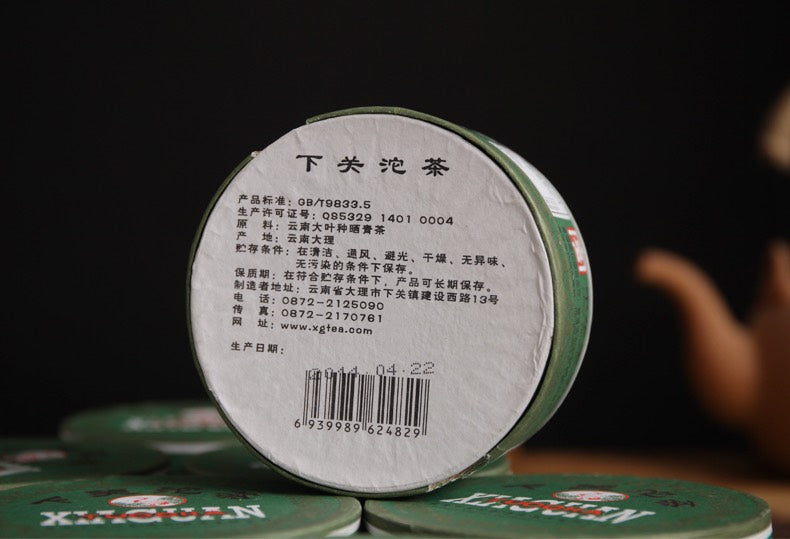 下关沱茶
产品标准：GB/T9833.5
生产许可证号：QS5329 1401 0004
原　料：云南大叶种晒青茶
产　地：云南大理
贮存条件：在清洁、通风、避光、干燥、无异味、
无污染的条件下保存。
保质期：在符合贮存条件下，产品可长期保存。
制造者地址：云南省大理市下关镇建设西路13号
电　话：0872-2125090
传　真：0872-2170761
网　址：www.xgtea.com
生产日期：
04.22
6 939989 624829
XIAGUAN